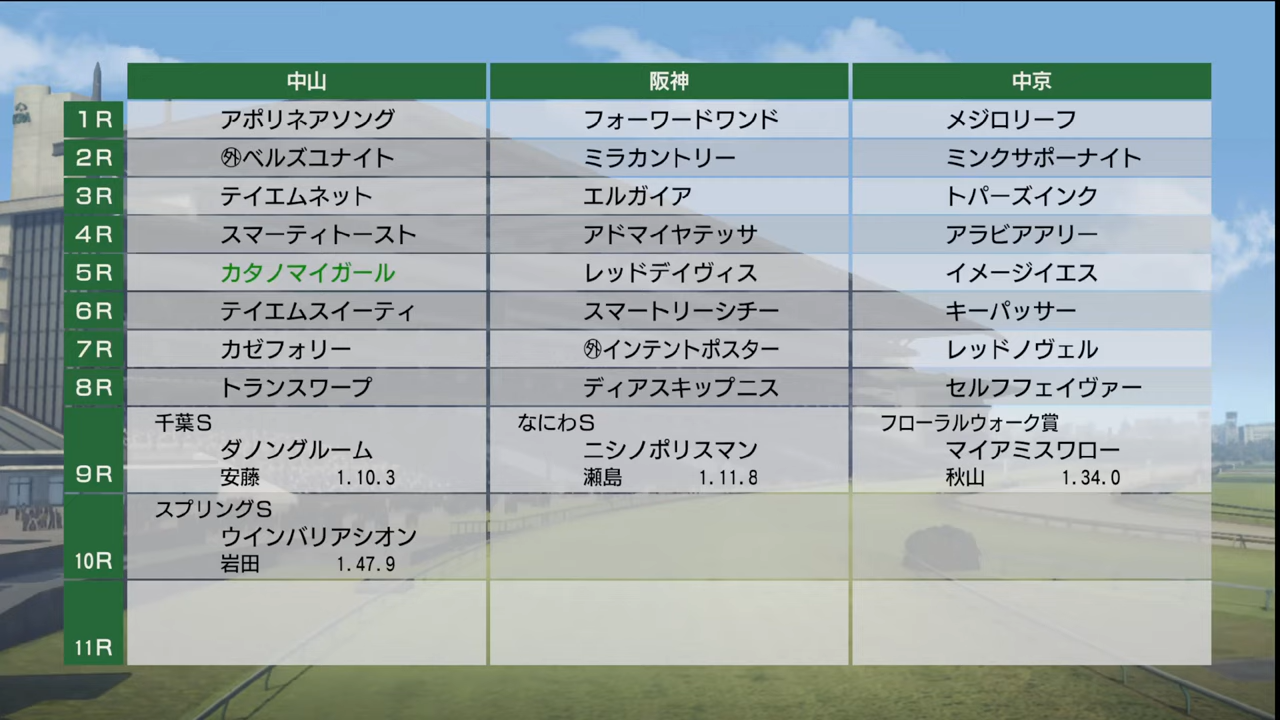 中山 阪神 中京
1R アポリネアソング フォーワードワンド メジロリーフ
2R ㊕ベルズユナイト ミラカントリー ミンクサポーナイト
3R テイエムネット エルガイア トパーズインク
4R スマーティトースト アドマイヤテッサ アラビアアリー
5R カタノマイガール レッドデイヴィス イメージイエス
6R テイエムスイーティ スマートリーシチー キーパッサー
7R カゼフォリー 外インテントポスター レッドノヴェル
8R トランスワープ ディアスキップニス セルフフェイヴァー
千葉S なにわS フローラルウォーク賞
ダノングルーム ニシノポリスマン マイアミスワロー
9R 安藤 1.10.3 瀬島 1.11.8 秋山 1.34.0
スプリングS
ウインバリアシオン
10R 岩田 1.47.9
11R